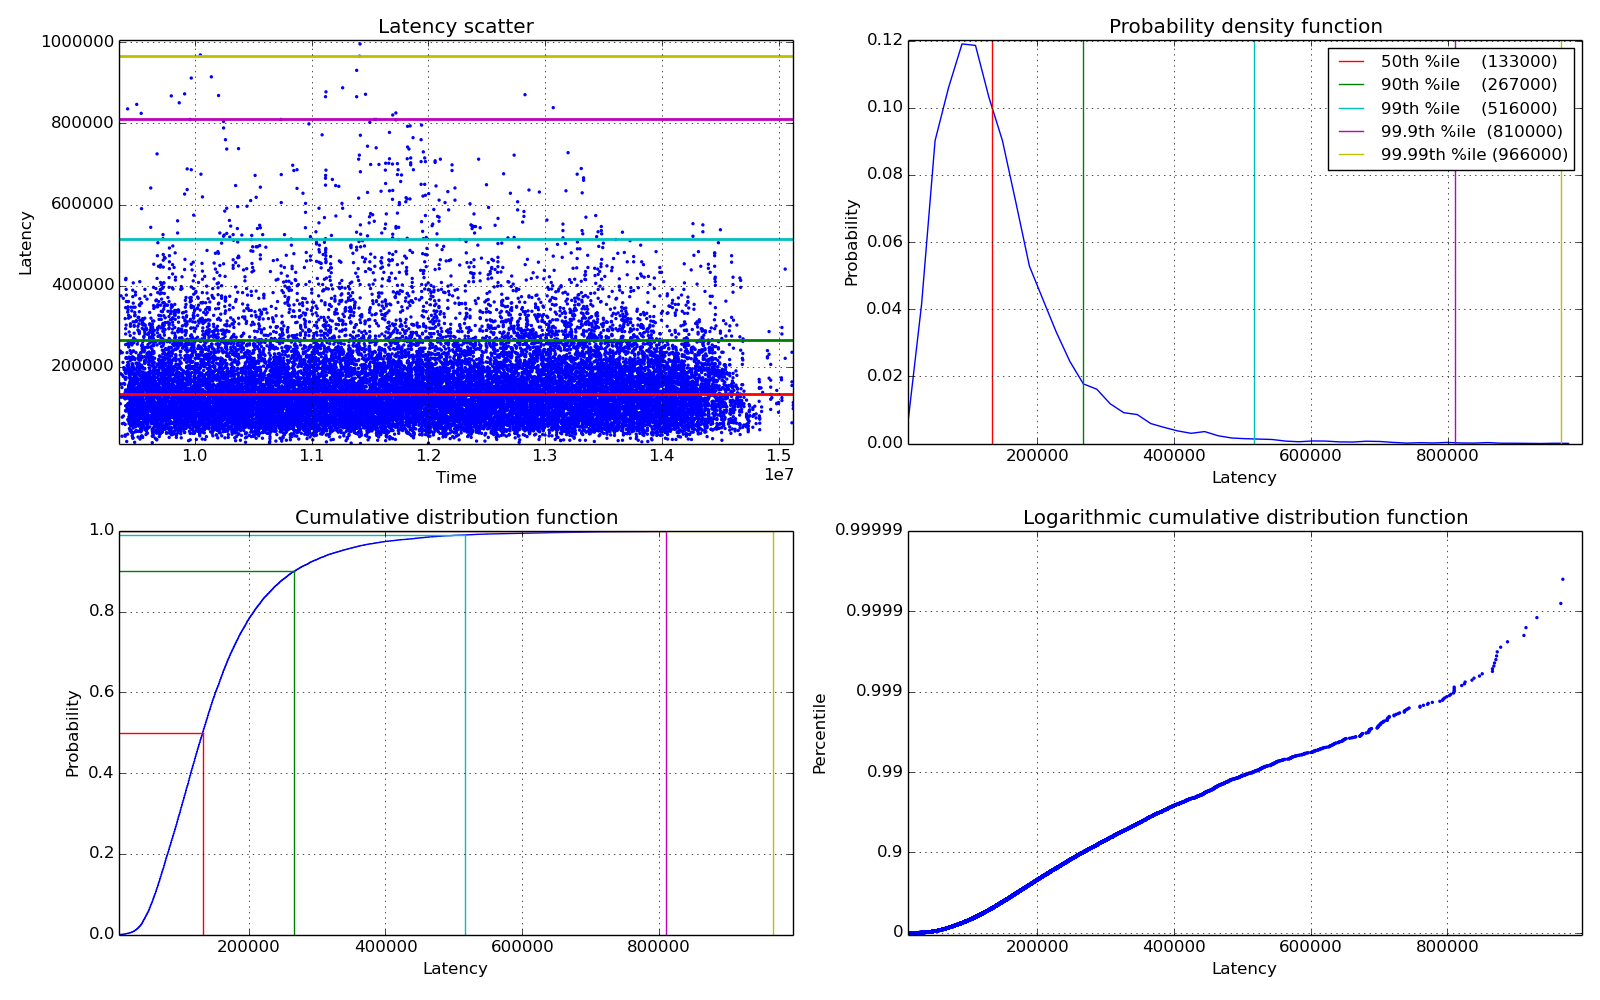 Latency scatter
1000000
800000
600000
400000
200000
Latency
1.0
1.1
1.2
1.3
1.4
1.5
1e7
Time
Probability density function
0.12
0.10
0.08
0.06
0.04
0.02
0.00
Probability
50th %ile (133000)
90th %ile (267000)
99th %ile (516000)
99.9th %ile (810000)
99.99th %ile (966000)
200000
400000
600000
800000
Latency
Cumulative distribution function
1.0
0.8
0.6
0.4
0.2
0.0
Probability
200000
400000
600000
800000
Latency
Logarithmic cumulative distribution function
0.99999
0.9999
0.999
0.99
0.9
0
Percentile
200000
400000
600000
800000
Latency